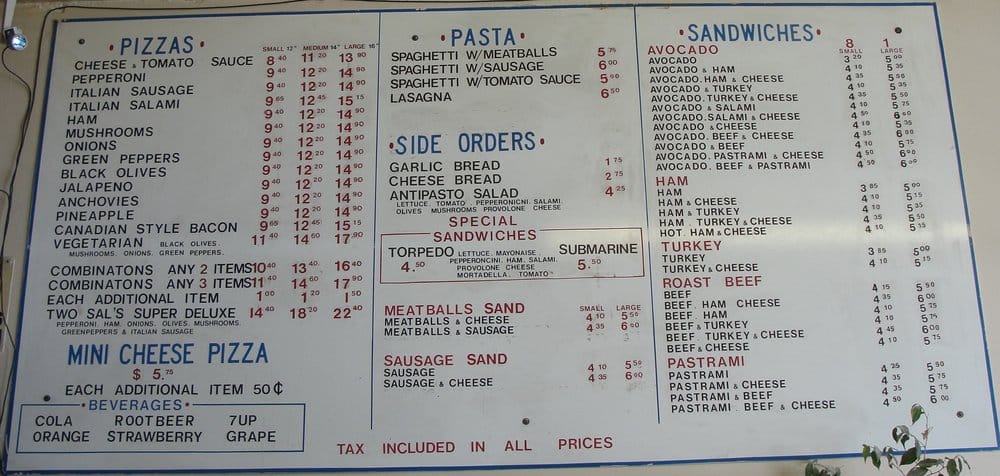 PIZZAS
SMALL 12" MEDIUM 14" LARGE 16"
CHEESE & TOMATO SAUCE 8 40 11 20 13 90
PEPPERONI 9 40 12 20 14 90
ITALIAN SAUSAGE 9 40 12 20 14 90
ITALIAN SALAMI 9 65 12 45 15 15
HAM 9 40 12 20 14 90
MUSHROOMS 9 40 12 20 14 90
ONIONS 9 40 12 20 14 90
GREEN PEPPERS 9 40 12 20 14 90
BLACK OLIVES 9 40 12 20 14 90
JALAPENO 9 40 12 20 14 90
ANCHOVIES 9 40 12 20 14 90
PINEAPPLE 9 40 12 20 14 90
CANADIAN STYLE BACON 9 65 12 45 15 15
VEGETARIAN BLACK OLIVES. 11 40 14 60 17 90
MUSHROOMS. ONIONS. GREEN PEPPERS.
COMBINATONS ANY 2 ITEMS 10 40 13 40 16 40
COMBINATONS ANY 3 ITEMS 11 40 14 60 17 90
EACH ADDITIONAL ITEM 1 00 1 20 1 50
TWO SAL'S SUPER DELUXE 14 40 18 20 22 40
PEPPERONI. HAM. ONIONS. OLIVES. MUSHROOMS.
GREENPEPPERS & ITALIAN SAUSAGE
MINI CHEESE PIZZA
$ 5.75
EACH ADDITIONAL ITEM 50¢
BEVERAGES
COLA ROOTBEER 7UP
ORANGE STRAWBERRY GRAPE
PASTA
SPAGHETTI W/MEATBALLS 5 75
SPAGHETTI W/SAUSAGE 6 00
SPAGHETTI W/TOMATO SAUCE 5 00
LASAGNA 6 50
SIDE ORDERS
GARLIC BREAD 1 75
CHEESE BREAD 2 75
ANTIPASTO SALAD 4 25
LETTUCE. TOMATO. PEPPERONICNI. SALAMI.
OLIVES MUSHROOMS PROVOLONE CHEESE
SPECIAL
SANDWICHES
TORPEDO LETTUCE. MAYONAISE. SUBMARINE
4.50 PEPPERONCINI. HAM. SALAMI. 5.50
PROVOLONE CHEESE
MORTADELLA. TOMATO
MEATBALLS SAND SMALL LARGE
MEATBALLS & CHEESE 4 10 5 50
MEATBALLS & SAUSAGE 4 35 6 00
SAUSAGE SAND
SAUSAGE 4 10 5 50
SAUSAGE & CHEESE 4 35 6 00
TAX INCLUDED IN ALL PRICES
SANDWICHES
AVOCADO 8 SMALL 1 LARGE
AVOCADO 3 20 5 00
AVOCADO & HAM 4 10 5 35
AVOCADO. HAM & CHEESE 4 35 5 75
AVOCADO & TURKEY 4 10 5 35
AVOCADO. TURKEY & CHEESE 4 35 5 50
AVOCADO & SALAMI 4 10 5 75
AVOCADO. SALAMI & CHEESE 4 35 6 00
AVOCADO & CHEESE 4 10 5 35
AVOCADO. BEEF & CHEESE 4 35 6 00
AVOCADO & BEEF 4 10 5 75
AVOCADO. PASTRAMI & CHEESE 4 50 6 00
AVOCADO. BEEF & PASTRAMI 4 50 6 00
HAM
HAM 3 85 5 00
HAM & CHEESE 4 10 5 15
HAM & TURKEY 4 10 5 35
HAM. TURKEY & CHEESE 4 35 5 50
HOT. HAM & CHEESE 4 10 5 15
TURKEY
TURKEY 3 85 5 00
TURKEY & CHEESE 4 10 5 15
ROAST BEEF
BEEF 4 15 5 50
BEEF. HAM CHEESE 4 35 6 00
BEEF. HAM 4 10 5 75
BEEF & TURKEY 4 10 5 75
BEEF. TURKEY & CHEESE 4 45 6 00
BEEF & CHEESE 4 10 5 75
PASTRAMI
PASTRAMI 4 25 5 50
PASTRAMI & CHEESE 4 35 5 75
PASTRAMI & BEEF 4 35 5 75
PASTRAMI. BEEF & CHEESE 4 50 6 00